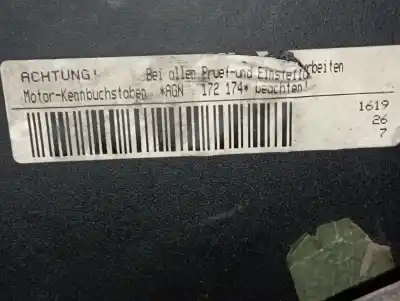 ACHTUNG! Bei allen Pruef-und Einstellarbeiten
Motor-Kennbuchstaben *AGN 172 174* beachten!
1619
26
7